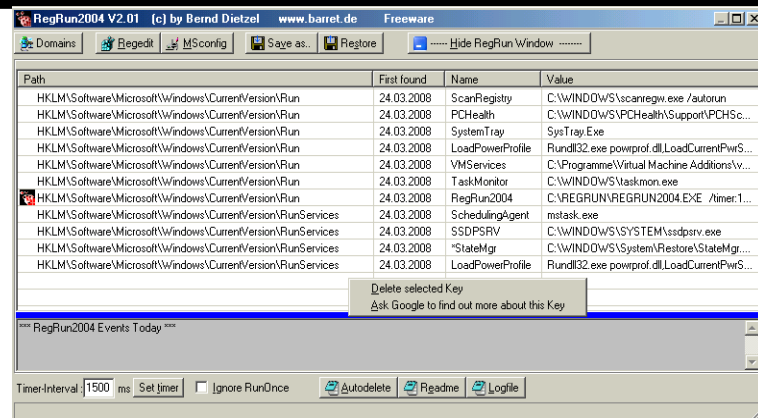 RegRun2004 V2.01 (c) by Bernd Dietzel www.barret.de Freeware
Domains Regedit MSconfig Save as.. Restore ----- Hide RegRun Window --------
Path First found Name Value
HKLM\Software\Microsoft\Windows\CurrentVersion\Run 24.03.2008 ScanRegistry C:\WINDOWS\scanregw.exe /autorun
HKLM\Software\Microsoft\Windows\CurrentVersion\Run 24.03.2008 PCHealth C:\WINDOWS\PCHealth\Support\PCHSc...
HKLM\Software\Microsoft\Windows\CurrentVersion\Run 24.03.2008 SystemTray SysTray.Exe
HKLM\Software\Microsoft\Windows\CurrentVersion\Run 24.03.2008 LoadPowerProfile Rundll32.exe powrprof.dll,LoadCurrentPwrS...
HKLM\Software\Microsoft\Windows\CurrentVersion\Run 24.03.2008 VMServices C:\Programme\Virtual Machine Additions\v...
HKLM\Software\Microsoft\Windows\CurrentVersion\Run 24.03.2008 TaskMonitor C:\WINDOWS\taskmon.exe
HKLM\Software\Microsoft\Windows\CurrentVersion\Run 24.03.2008 RegRun2004 C:\REGRUN\REGRUN2004.EXE /timer:1...
HKLM\Software\Microsoft\Windows\CurrentVersion\RunServices 24.03.2008 SchedulingAgent mstask.exe
HKLM\Software\Microsoft\Windows\CurrentVersion\RunServices 24.03.2008 SSDPSRV C:\WINDOWS\SYSTEM\ssdpsrv.exe
HKLM\Software\Microsoft\Windows\CurrentVersion\RunServices 24.03.2008 *StateMgr C:\WINDOWS\System\Restore\StateMgr....
HKLM\Software\Microsoft\Windows\CurrentVersion\RunServices 24.03.2008 LoadPowerProfile Rundll32.exe powrprof.dll,LoadCurrentPwrS...
Delete selected Key
Ask Google to find out more about this Key
*** RegRun2004 Events Today ***
Timer-Interval : 1500 ms Set timer Ignore RunOnce Autodelete Readme Logfile